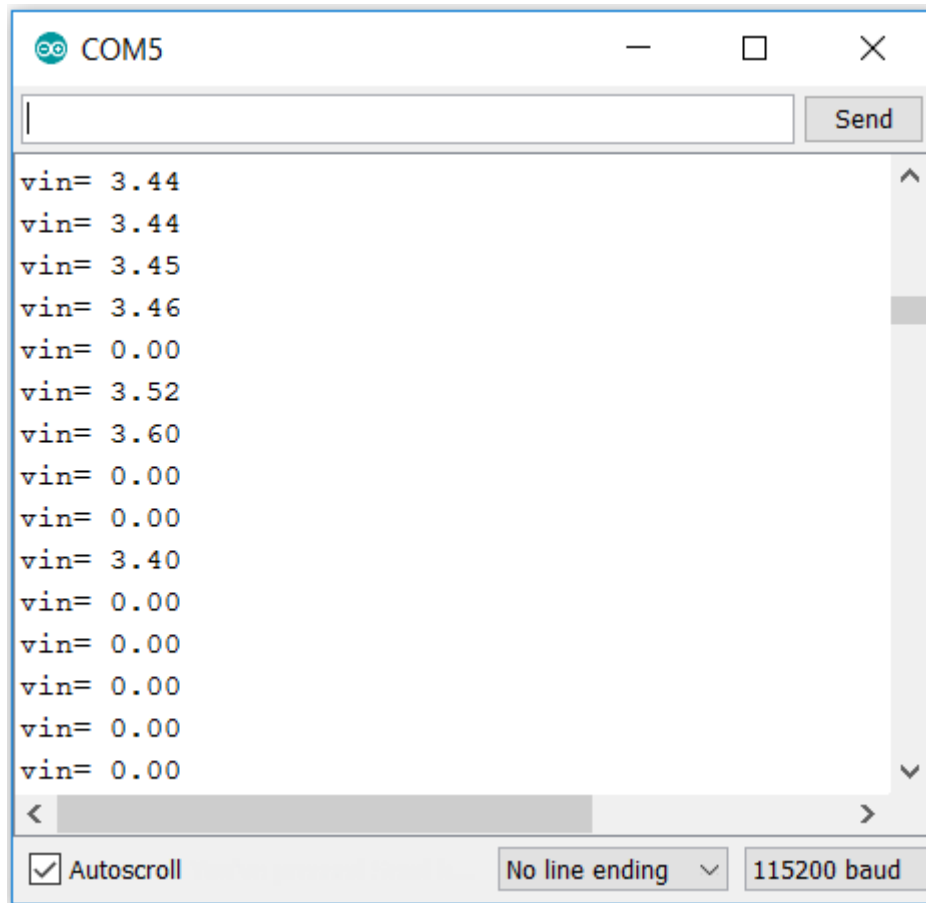 COM5
Send
vin= 3.44
vin= 3.44
vin= 3.45
vin= 3.46
vin= 0.00
vin= 3.52
vin= 3.60
vin= 0.00
vin= 0.00
vin= 3.40
vin= 0.00
vin= 0.00
vin= 0.00
vin= 0.00
vin= 0.00
Autoscroll No line ending 115200 baud